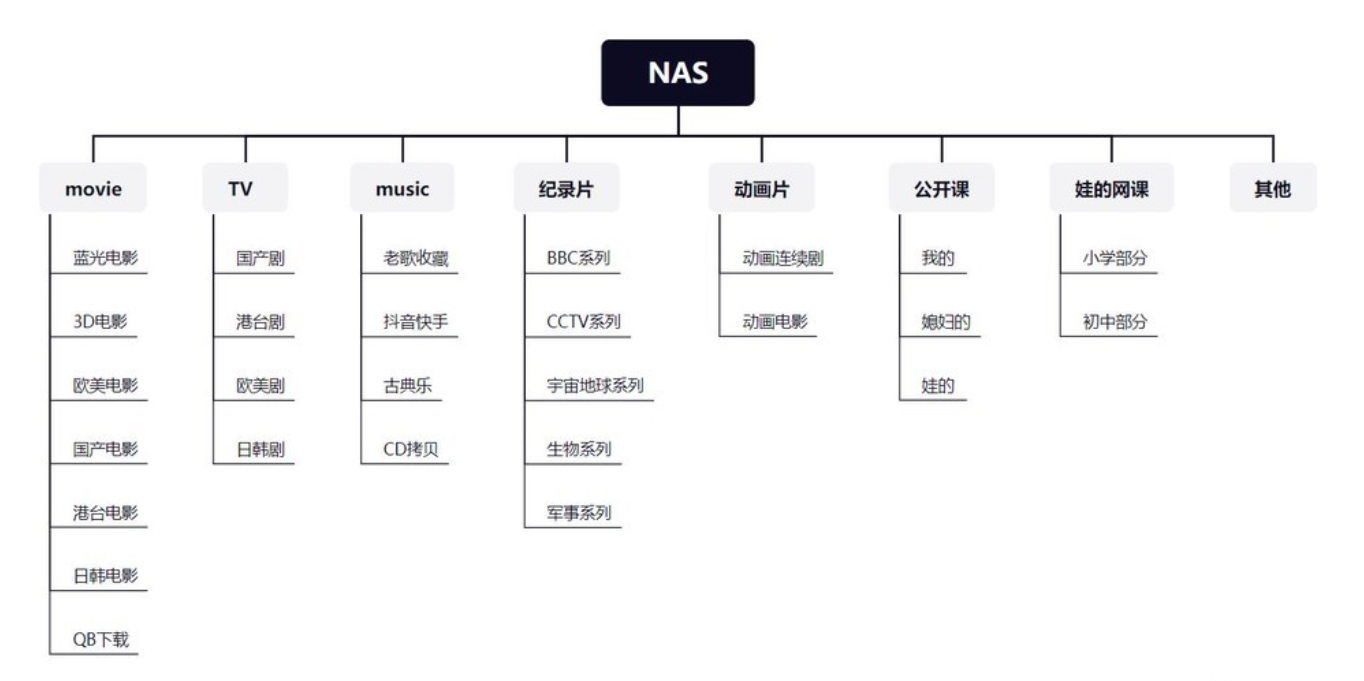 NAS
movie
蓝光电影
3D电影
欧美电影
国产电影
港台电影
日韩电影
QB下载
TV
国产剧
港台剧
欧美剧
日韩剧
music
老歌收藏
抖音快手
古典乐
CD拷贝
纪录片
BBC系列
CCTV系列
宇宙地球系列
生物系列
军事系列
动画片
动画连续剧
动画电影
公开课
我的
媳妇的
娃的
娃的网课
小学部分
初中部分
其他